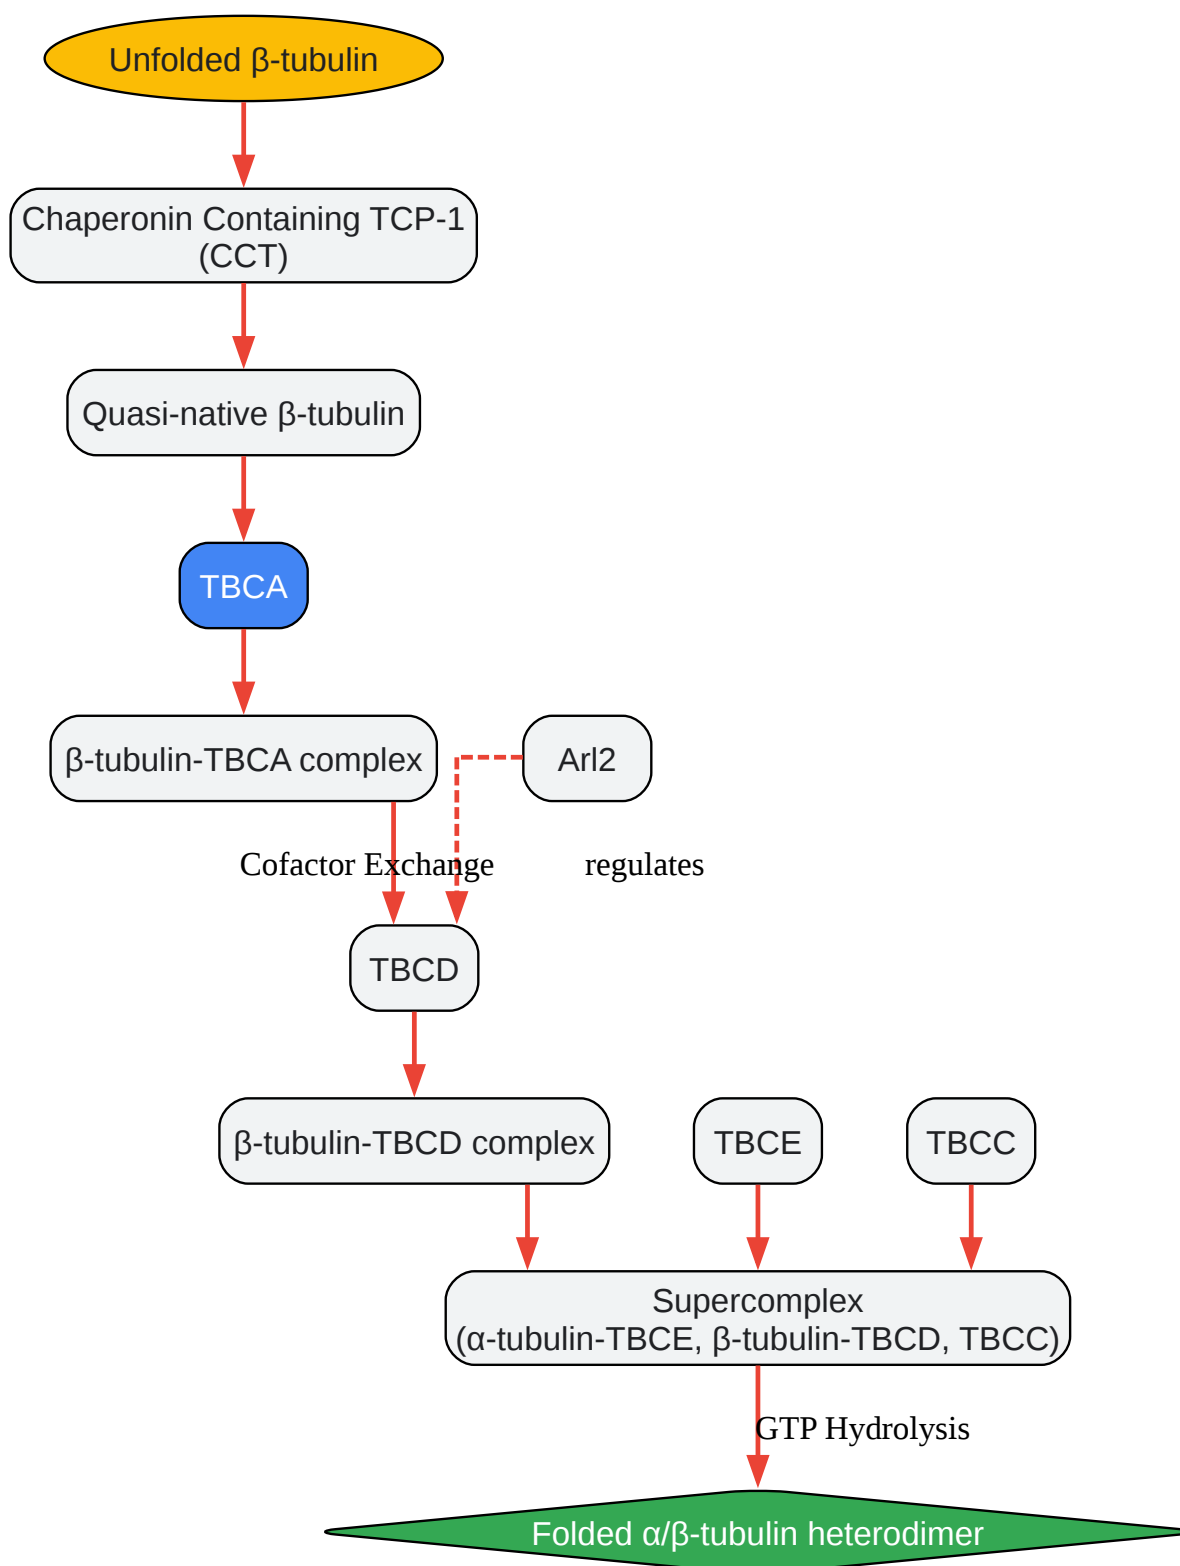 Unfolded β-tubulin
Chaperonin Containing TCP-1
(CCT)
Quasi-native β-tubulin
TBCA
β-tubulin-TBCA complex
Arl2
Cofactor Exchange
regulates
TBCD
β-tubulin-TBCD complex
TBCE
TBCC
Supercomplex
(α-tubulin-TBCE, β-tubulin-TBCD, TBCC)
GTP Hydrolysis
Folded α/β-tubulin heterodimer